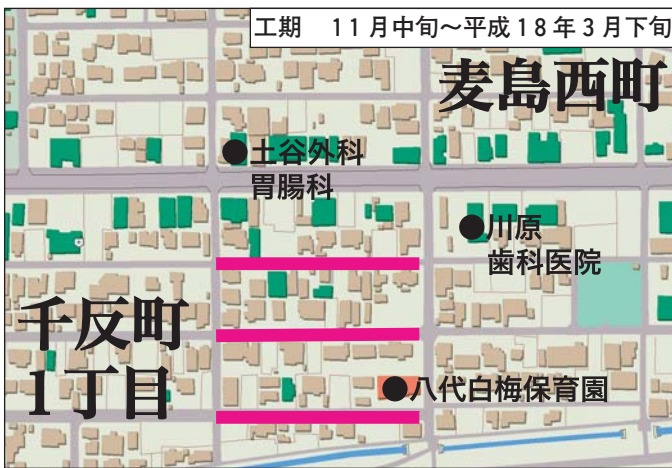 工期　11月中旬～平成18年3月下旬
麦島西町
●土谷外科
胃腸科
●川原
歯科医院
千反町
1丁目
●八代白梅保育園